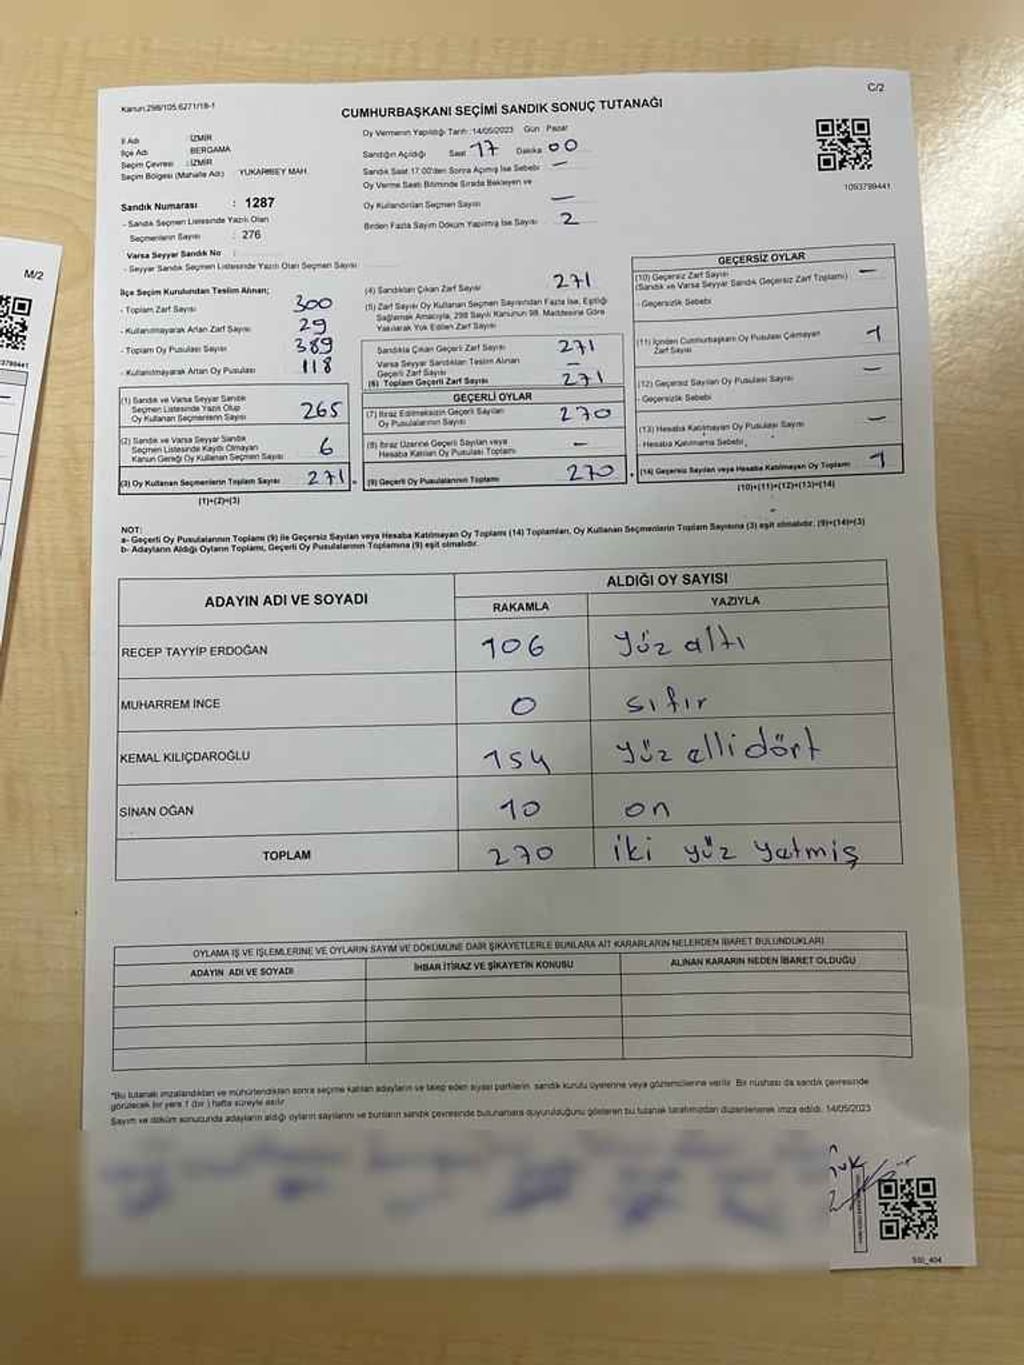 C/2
Kanun.298/105.6271/18-1
CUMHURBAŞKANI SEÇİMİ SANDIK SONUÇ TUTANAĞI
İl Adı : İZMİR
İlçe Adı : BERGAMA
Seçim Çevresi : İZMİR
Seçim Bölgesi (Mahalle Adı) YUKARIBEY MAH.
Sandık Numarası : 1287
- Sandık Seçmen Listesinde Yazılı Olan
Seçmenlerin Sayısı : 276
Varsa Seyyar Sandık No :
- Seyyar Sandık Seçmen Listesinde Yazılı Olan Seçmen Sayısı
Oy Vermenin Yapıldığı Tarih : 14/05/2023 Gün : Pazar
Sandığın Açıldığı Saat 17 Dakika 00
Sandık Saat 17.00'den Sonra Açılmış İse Sebebi —
Oy Verme Saati Bitiminde Sırada Bekleyen ve
Oy Kullandırılan Seçmen Sayısı —
Birden Fazla Sayım Döküm Yapılmış İse Sayısı 2
1093799441
M/2
İlçe Seçim Kurulundan Teslim Alınan;
- Toplam Zarf Sayısı 300
- Kullanılmayarak Artan Zarf Sayısı 29
- Toplam Oy Pusulası Sayısı 389
- Kullanılmayarak Artan Oy Pusulası 118
(1) Sandık ve Varsa Seyyar Sandık
Seçmen Listesinde Yazılı Olup
Oy Kullanan Seçmenlerin Sayısı 265
(2) Sandık ve Varsa Seyyar Sandık
Seçmen Listesinde Kayıtlı Olmayan
Kanun Gereği Oy Kullanan Seçmen Sayısı 6
(3) Oy Kullanan Seçmenlerin Toplam Sayısı 271
(1)+(2)=(3)
(4) Sandıktan Çıkan Zarf Sayısı 271
(5) Zarf Sayısı Oy Kullanan Seçmen Sayısından Fazla İse, Eşitliği
Sağlamak Amacıyla, 298 Sayılı Kanunun 98. Maddesine Göre
Yakılarak Yok Edilen Zarf Sayısı
Sandıkta Çıkan Geçerli Zarf Sayısı 271
Varsa Seyyar Sandıktan Teslim Alınan
Geçerli Zarf Sayısı —
(6) Toplam Geçerli Zarf Sayısı 271
GEÇERLİ OYLAR
(7) İtiraz Edilmeksizin Geçerli Sayılan
Oy Pusulasının Sayısı 270
(8) İtiraz Üzerine Geçerli Sayılan veya
Hesaba Katılan Oy Pusulası Toplamı —
(9) Geçerli Oy Pusulalarının Toplamı 270
GEÇERSİZ OYLAR
(10) Geçersiz Zarf Sayısı —
(Sandık ve Varsa Seyyar Sandık Geçersiz Zarf Toplamı)
- Geçersizlik Sebebi
(11) İçinden Cumhurbaşkanı Oy Pusulası Çıkmayan
Zarf Sayısı 1
(12) Geçersiz Sayılan Oy Pusulası Sayısı —
- Geçersizlik Sebebi
(13) Hesaba Katılmayan Oy Pusulası Sayısı —
- Hesaba Katılmama Sebebi
(14) Geçersiz Sayılan veya Hesaba Katılmayan Oy Toplamı 1
(10)+(11)+(12)+(13)=(14)
NOT:
a- Geçerli Oy Pusulalarının Toplamı (9) ile Geçersiz Sayılan veya Hesaba Katılmayan Oy Toplamı (14) Toplamları, Oy Kullanan Seçmenlerin Toplam Sayısına (3) eşit olmalıdır. (9)+(14)=(3)
b- Adayların Aldığı Oyların Toplamı, Geçerli Oy Pusulalarının Toplamına (9) eşit olmalıdır.
ADAYIN ADI VE SOYADI
ALDIĞI OY SAYISI
RAKAMLA YAZIYLA
RECEP TAYYİP ERDOĞAN 106 yüz altı
MUHARREM İNCE 0 sıfır
KEMAL KILIÇDAROĞLU 154 yüz elli dört
SİNAN OĞAN 10 on
TOPLAM 270 iki yüz yetmiş
OYLAMA İŞ VE İŞLEMLERİNE VE OYLARIN SAYIM VE DÖKÜMÜNE DAİR ŞİKAYETLERLE BUNLARA AİT KARARLARIN NELERDEN İBARET BULUNDUKLARI
ADAYIN ADI VE SOYADI İHBAR İTİRAZ VE ŞİKAYETİN KONUSU ALINAN KARARIN NEDEN İBARET OLDUĞU
*Bu tutanak imzalandıktan ve mühürlendikten sonra seçime katılan adayların ve talep eden siyasi partilerin, sandık kurulu üyelerine veya gözlemcilerine verilir. Bir nüshası da sandık çevresinde
görülecek bir yere 1 (bir) hafta süreyle asılır.
Sayım ve döküm sonucunda adayların aldığı oyların sayılarını ve bunların sandık çevresinde bulunanlara duyurulduğunu gösteren bu tutanak tarafımızdan düzenlenerek imza edildi. 14/05/2023